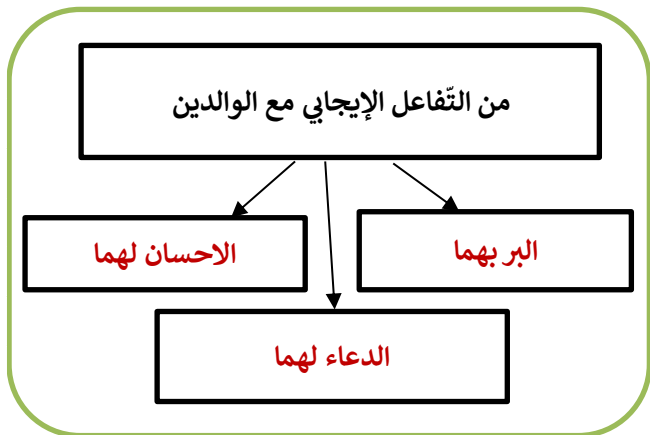 من التّفاعل الإيجابي مع الوالدين
البر بهما
الاحسان لهما
الدعاء لهما